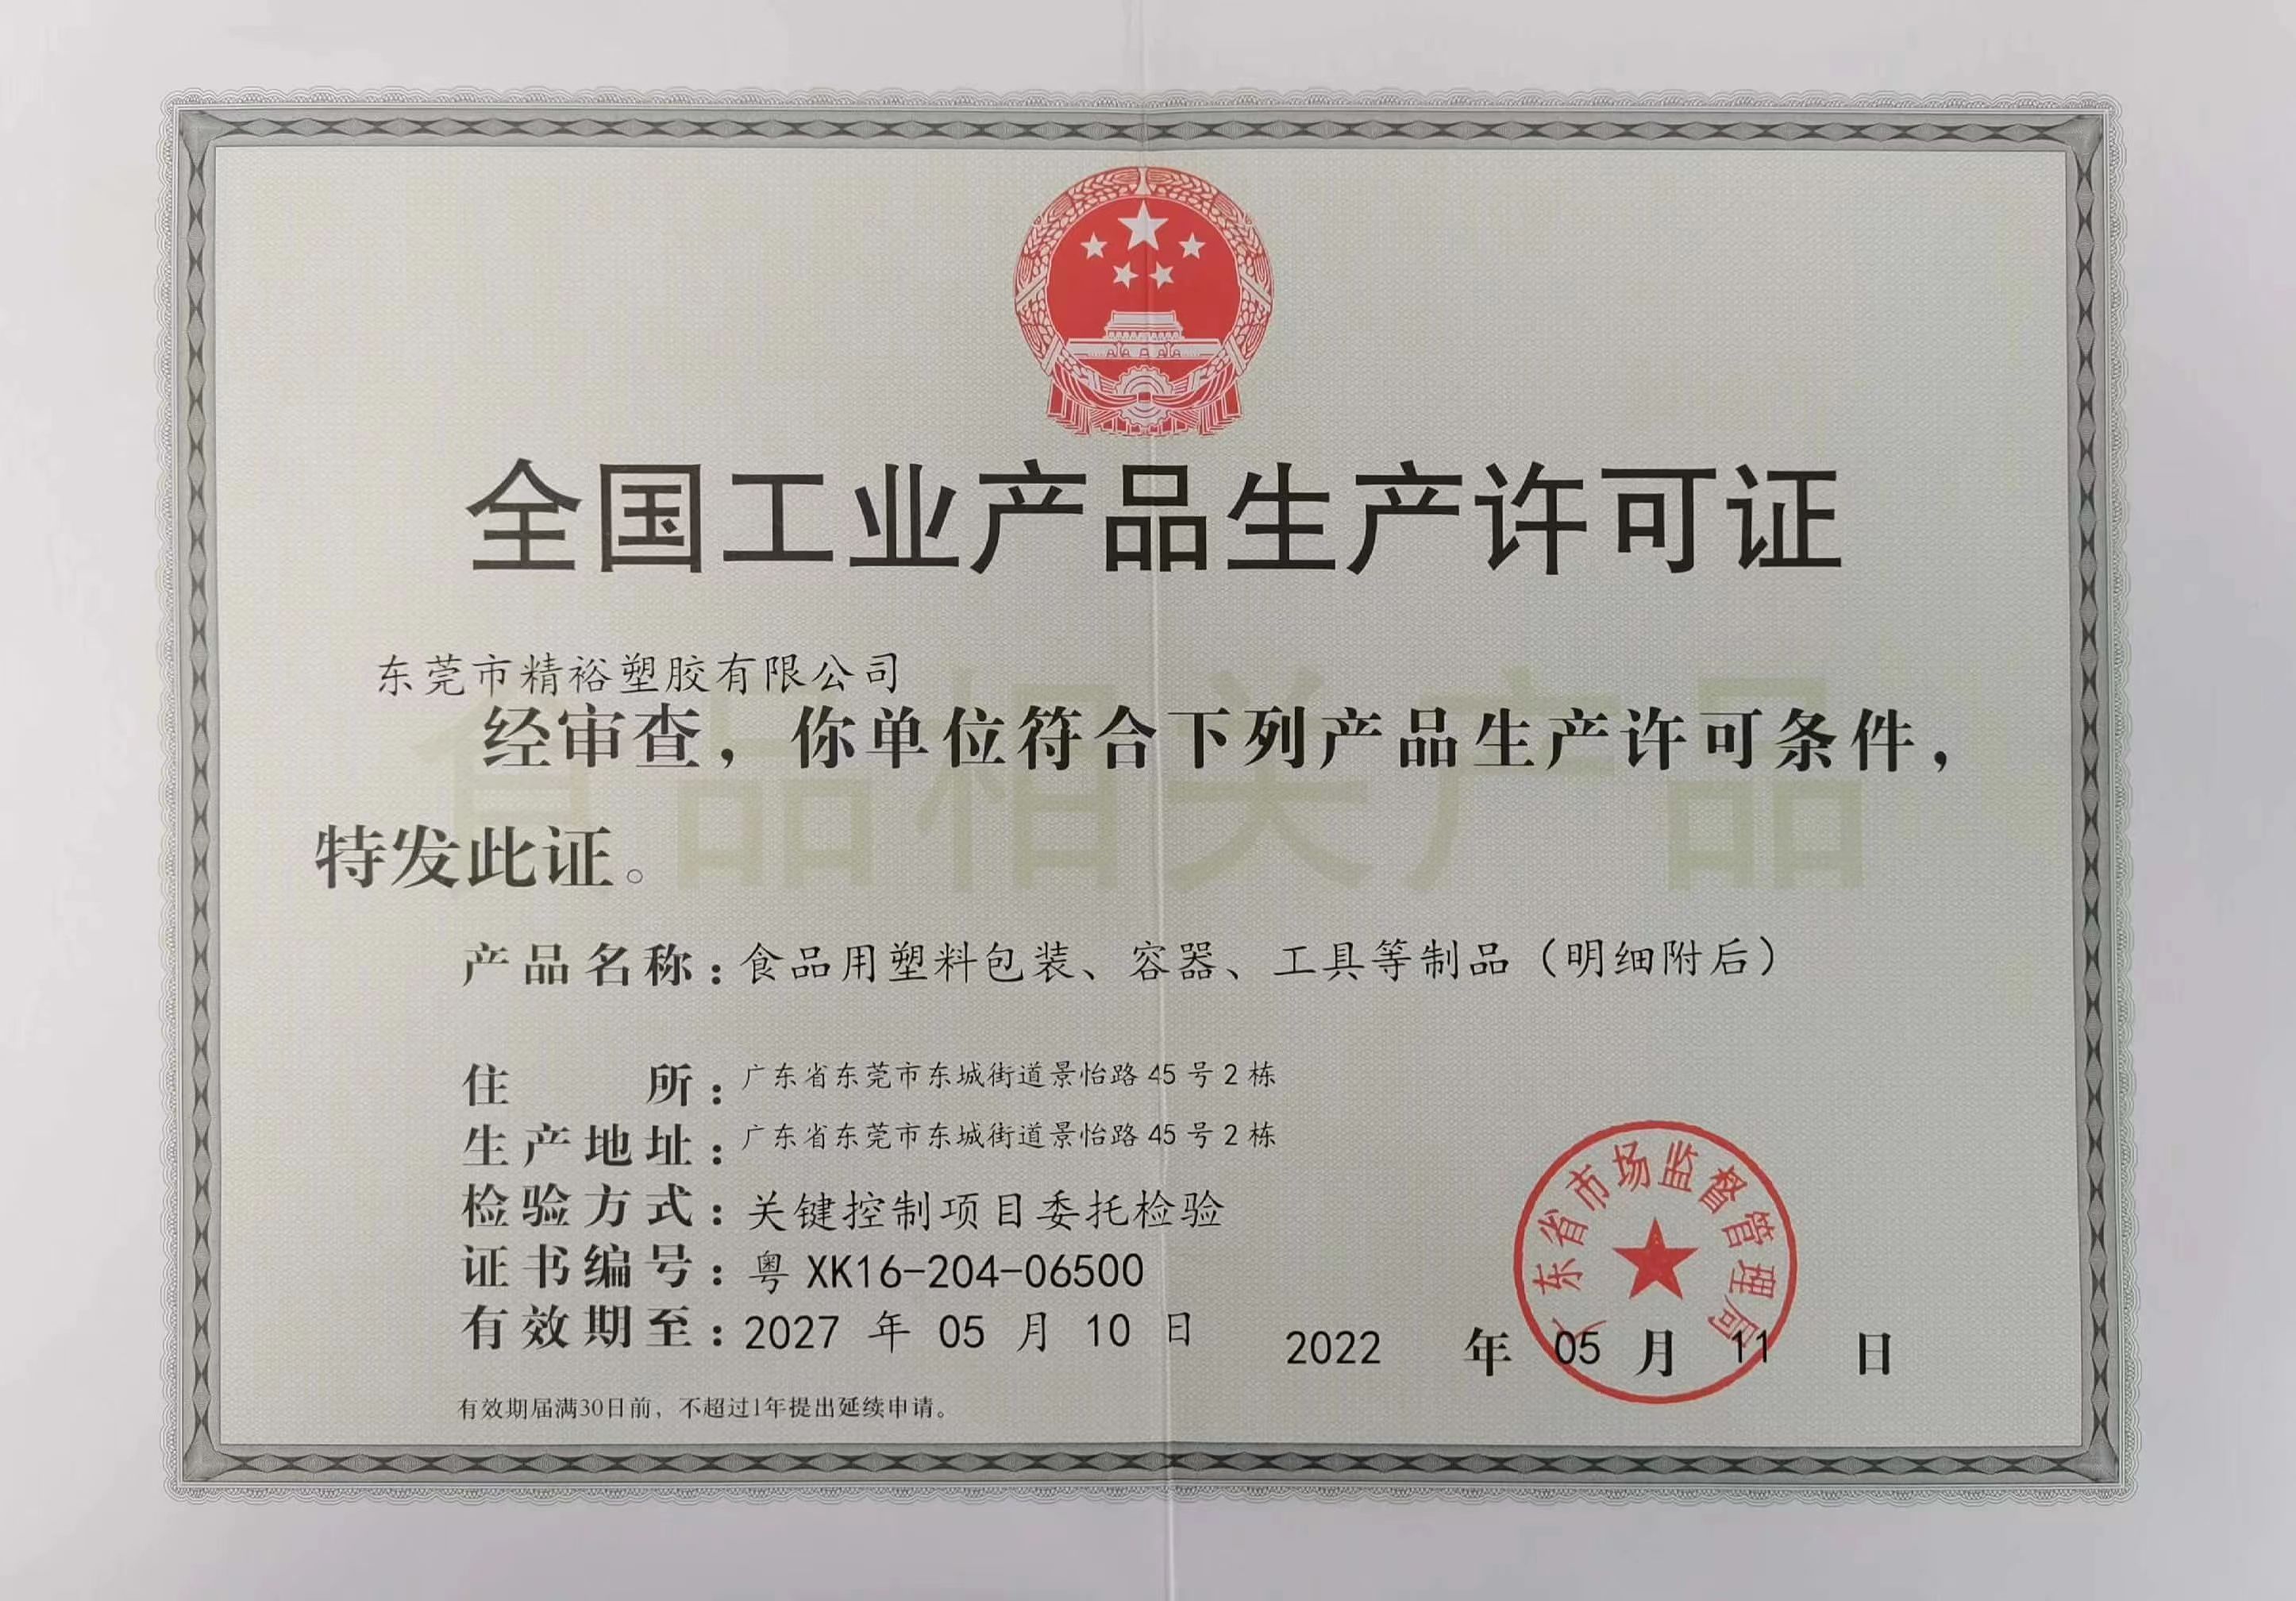 全国工业产品生产许可证
东莞市精裕塑胶有限公司
食品相关产品
经审查，你单位符合下列产品生产许可条件，
特发此证。
产品名称：食品用塑料包装、容器、工具等制品（明细附后）
住所：广东省东莞市东城街道景怡路 45 号 2 栋
生产地址：广东省东莞市东城街道景怡路 45 号 2 栋
检验方式：关键控制项目委托检验
证书编号：粤 XK16-204-06500
有效期至：2027 年 05 月 10 日
广东省市场监督管理局
2022 年 05 月 11 日
有效期届满30日前，不超过1年提出延续申请。